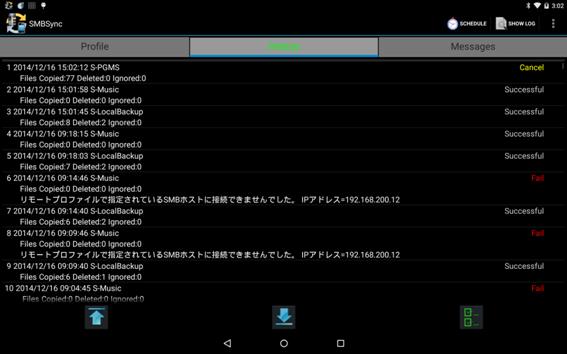 3:02
SMBSync
SCHEDULE
SHOW LOG
Profile
Messages
1 2014/12/16 15:02:12 S-PGMS Cancel
Files Copied:77 Deleted:0 Ignored:0
2 2014/12/16 15:01:58 S-Music Successful
Files Copied:0 Deleted:0 Ignored:0
3 2014/12/16 15:01:45 S-LocalBackup Successful
Files Copied:8 Deleted:2 Ignored:0
4 2014/12/16 09:18:15 S-Music Successful
Files Copied:0 Deleted:0 Ignored:0
5 2014/12/16 09:18:03 S-LocalBackup Successful
Files Copied:7 Deleted:2 Ignored:0
6 2014/12/16 09:14:46 S-Music Fail
Files Copied:0 Deleted:0 Ignored:0
リモートプロファイルで指定されているSMBホストに接続できませんでした。 IPアドレス=192.168.200.12
7 2014/12/16 09:14:40 S-LocalBackup Successful
Files Copied:6 Deleted:2 Ignored:0
8 2014/12/16 09:09:46 S-Music Fail
Files Copied:0 Deleted:0 Ignored:0
リモートプロファイルで指定されているSMBホストに接続できませんでした。 IPアドレス=192.168.200.12
9 2014/12/16 09:09:40 S-LocalBackup Successful
Files Copied:6 Deleted:1 Ignored:0
10 2014/12/16 09:04:45 S-Music Fail
Files Copied:0 Deleted:0 Ignored:0